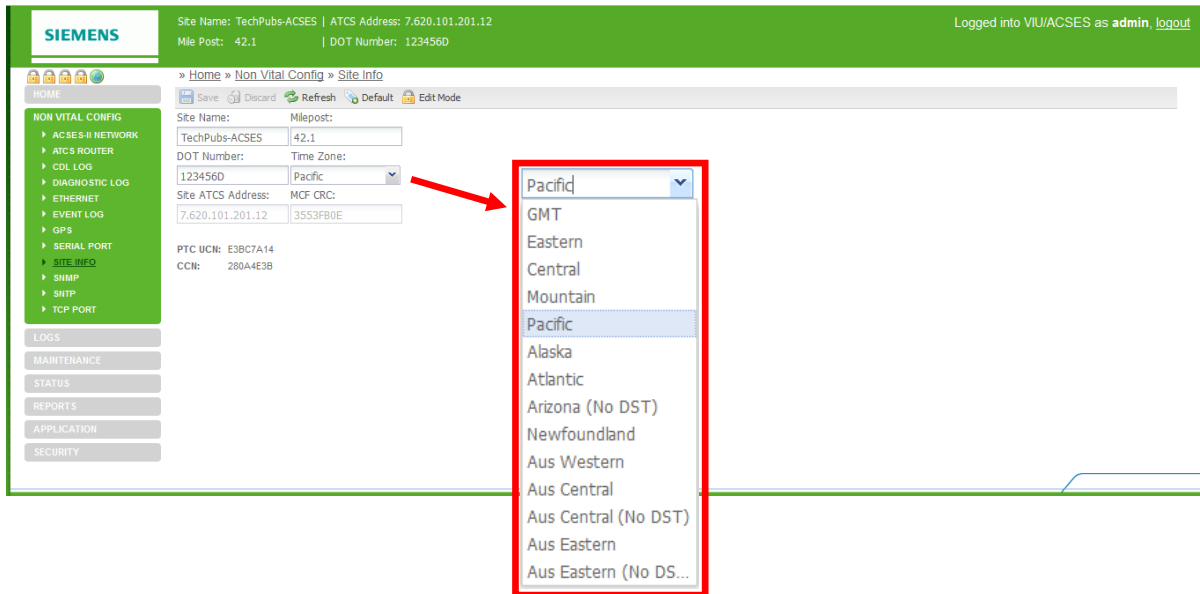 SIEMENS
Site Name: TechPubs-ACSES | ATCS Address: 7.620.101.201.12
Mile Post: 42.1 | DOT Number: 123456D
Logged into VIU/ACSES as admin, logout
» Home » Non Vital Config » Site Info
Save Discard Refresh Default Edit Mode
HOME
NON VITAL CONFIG
ACSES-II NETWORK
ATCS ROUTER
CDL LOG
DIAGNOSTIC LOG
ETHERNET
EVENT LOG
GPS
SERIAL PORT
SITE INFO
SNMP
SNTP
TCP PORT
LOGS
MAINTENANCE
STATUS
REPORTS
APPLICATION
SECURITY
Site Name: Milepost:
TechPubs-ACSES 42.1
DOT Number: Time Zone:
123456D Pacific
Site ATCS Address: MCF CRC:
7.620.101.201.12 3553FB0E
PTC UCN: E3BC7A14
CCN: 280A4E3B
Pacific
GMT
Eastern
Central
Mountain
Pacific
Alaska
Atlantic
Arizona (No DST)
Newfoundland
Aus Western
Aus Central
Aus Central (No DST)
Aus Eastern
Aus Eastern (No DS...